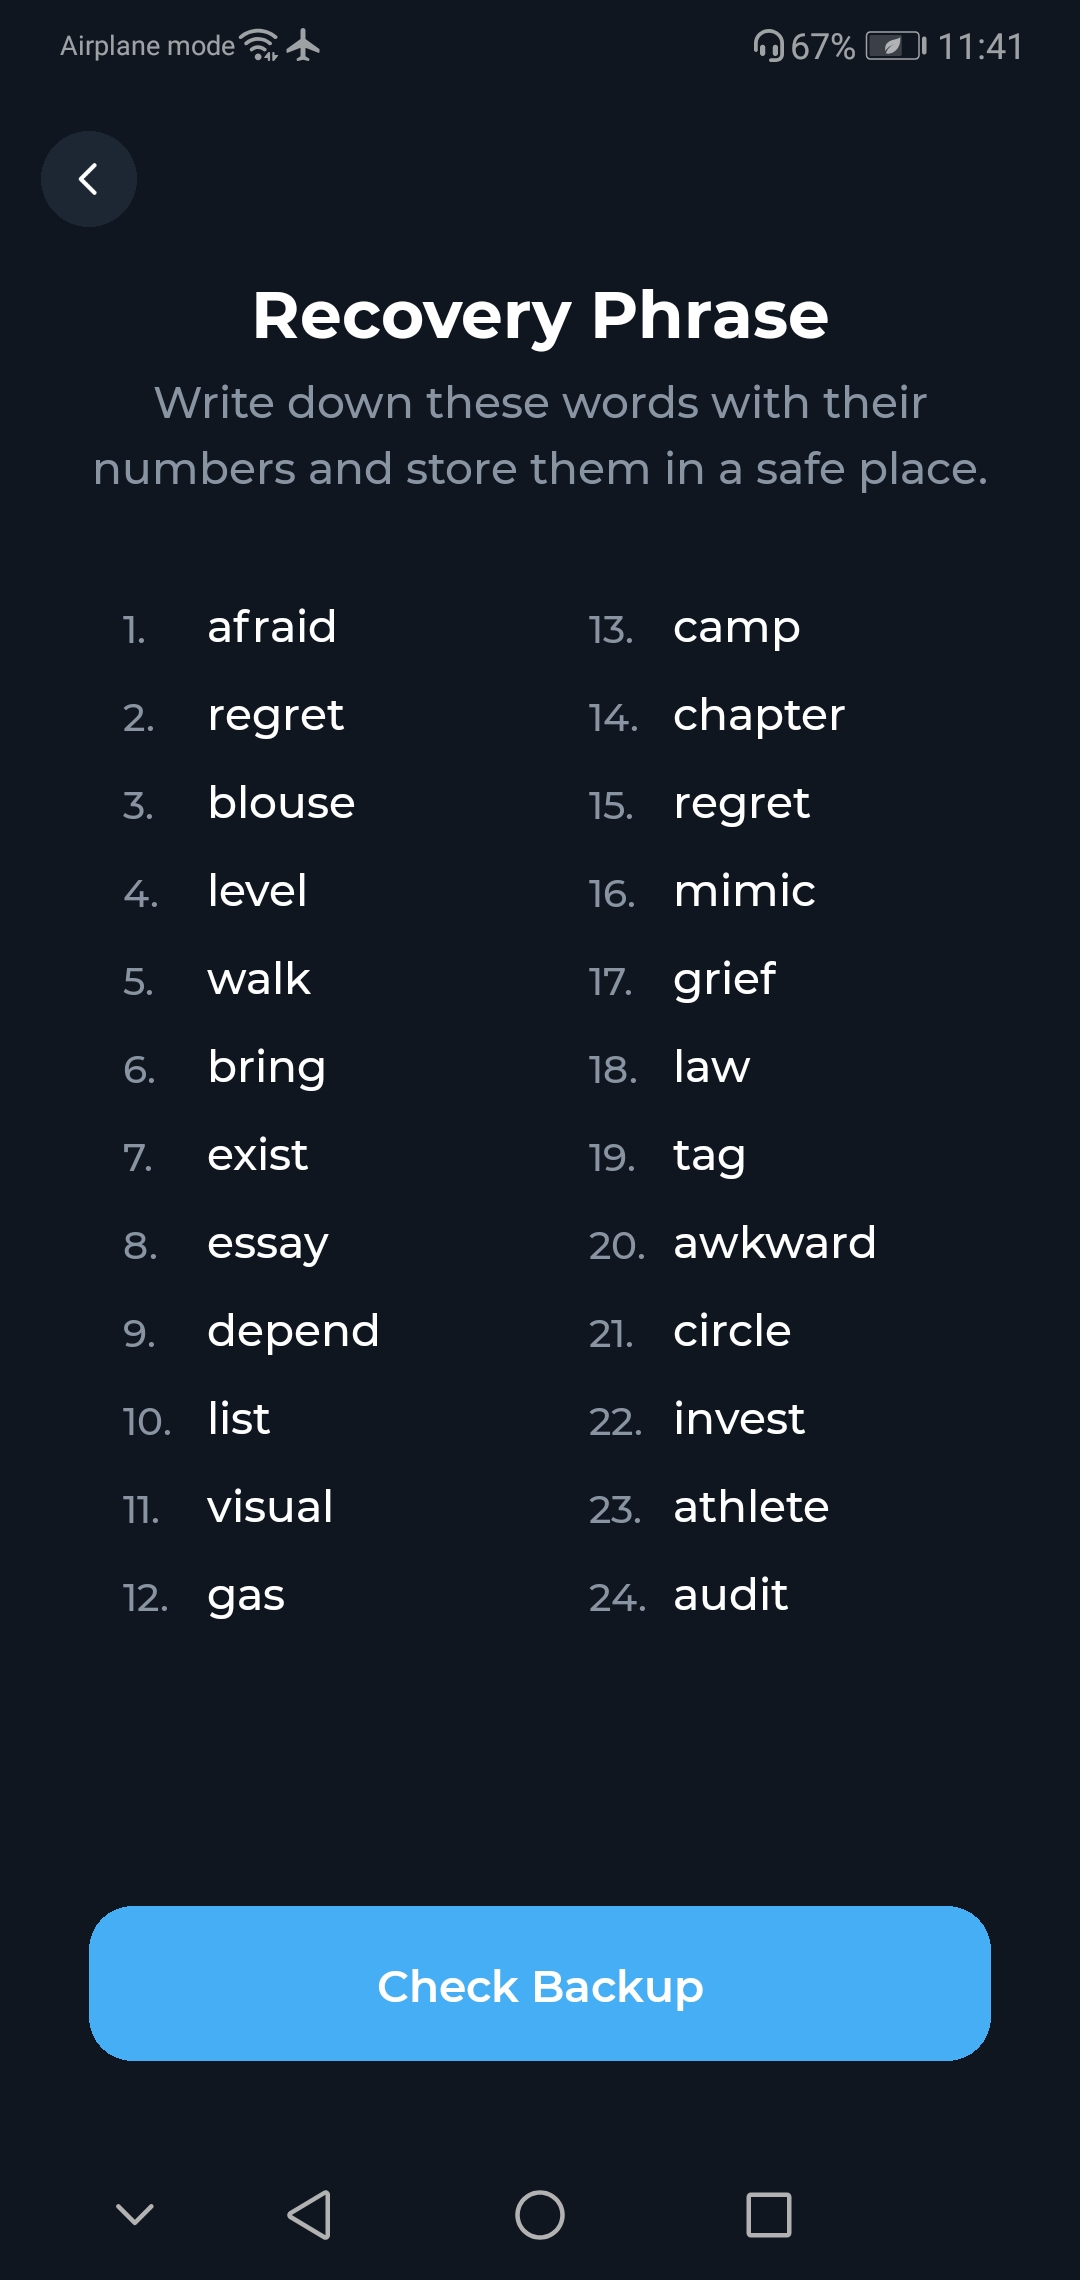 Airplane mode 67% 11:41
Recovery Phrase
Write down these words with their
numbers and store them in a safe place.
1. afraid
2. regret
3. blouse
4. level
5. walk
6. bring
7. exist
8. essay
9. depend
10. list
11. visual
12. gas
13. camp
14. chapter
15. regret
16. mimic
17. grief
18. law
19. tag
20. awkward
21. circle
22. invest
23. athlete
24. audit
Check Backup